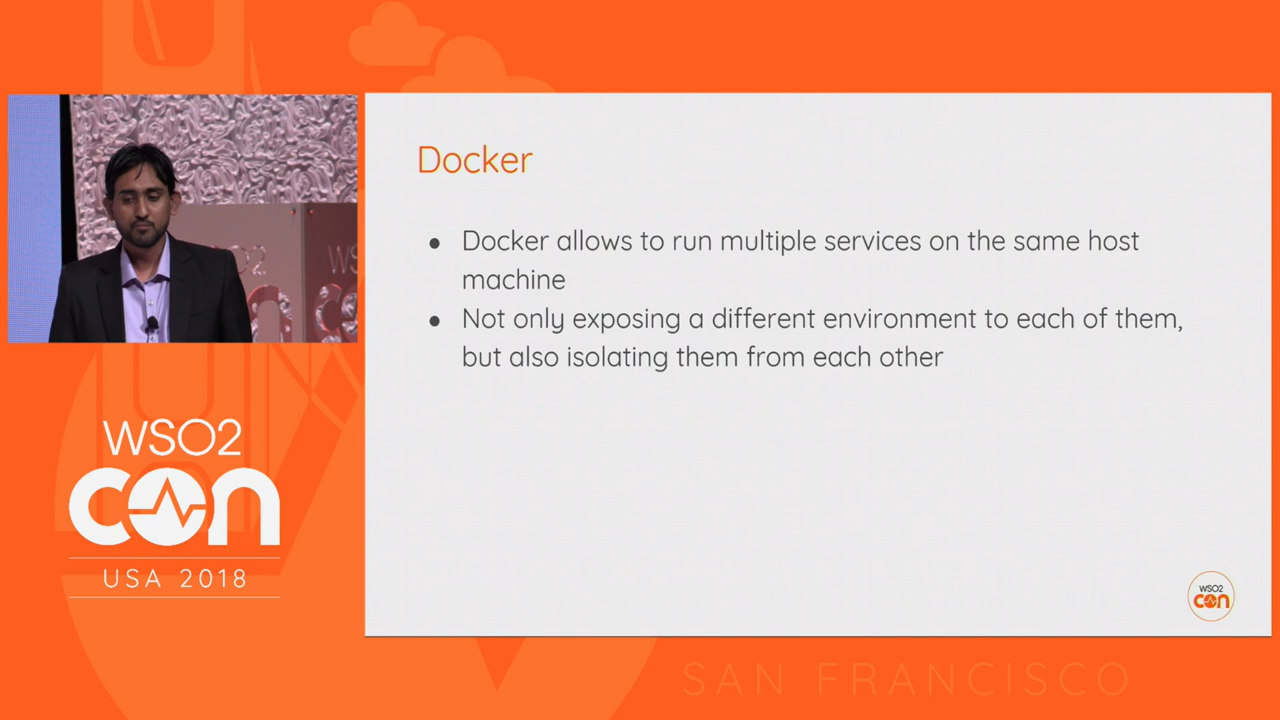 Docker
● Docker allows to run multiple services on the same host
machine
● Not only exposing a different environment to each of them,
but also isolating them from each other
WSO2
con
USA 2018
WSO2
con
SAN FRANCISCO